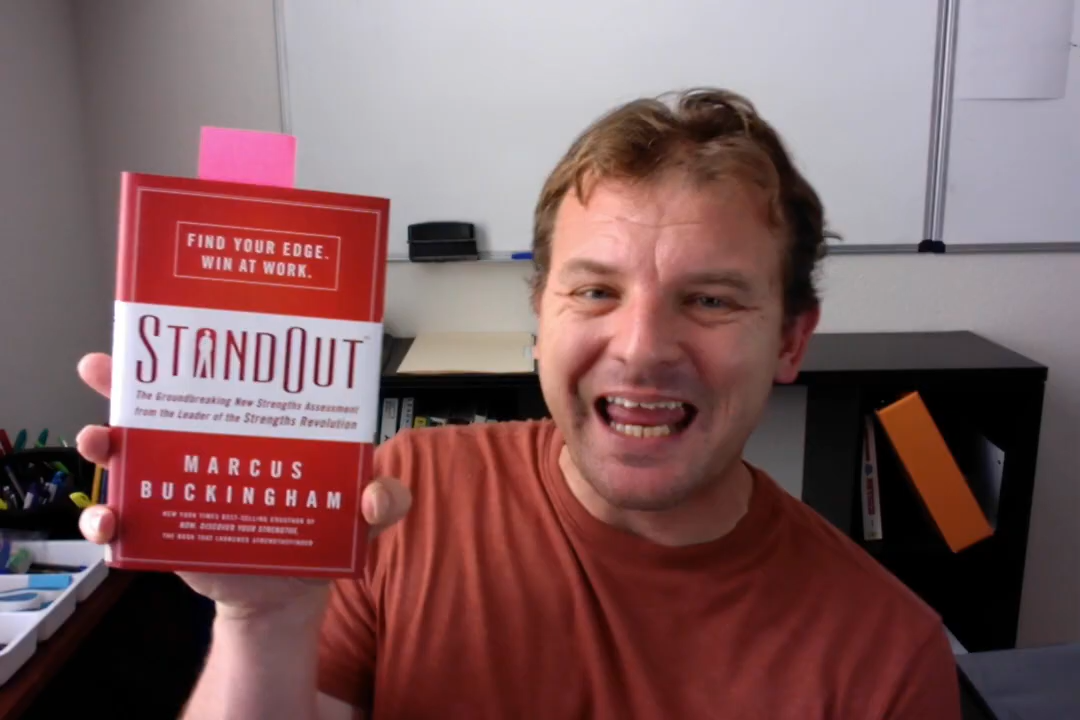 FIND YOUR EDGE.
WIN AT WORK.
STANDOUT™
The Groundbreaking New Strengths Assessment
from the Leader of the Strengths Revolution
MARCUS
BUCKINGHAM
NEW YORK TIMES BEST-SELLING COAUTHOR OF
NOW, DISCOVER YOUR STRENGTHS,
THE BOOK THAT LAUNCHED STRENGTHSFINDER